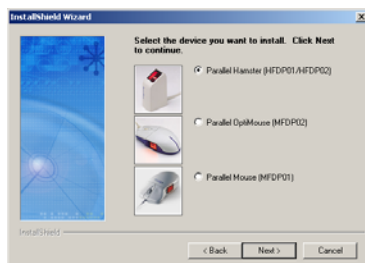 InstallShield Wizard
Select the device you want to install. Click Next
to continue.
Parallel Hamster (HFDP01/HFDP02)
Parallel OptiMouse (MFDP02)
Parallel Mouse (MFDP01)
InstallShield
< Back Next > Cancel